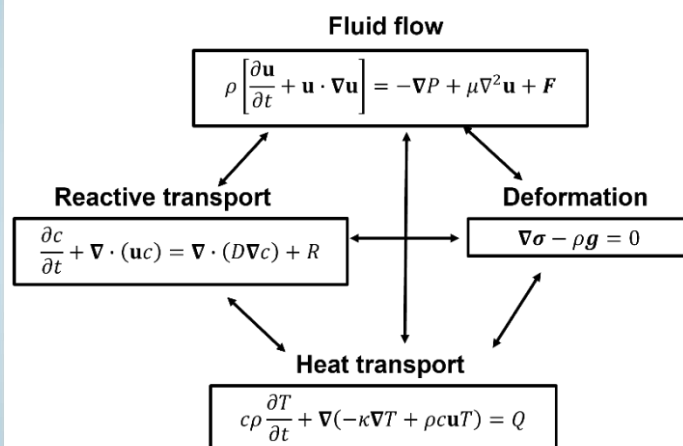 Fluid flow
ρ[∂𝐮/∂t + 𝐮 · ∇𝐮] = −∇P + μ∇²𝐮 + 𝑭
Reactive transport
∂c/∂t + ∇ · (𝐮c) = ∇ · (D∇c) + R
Deformation
∇𝝈 − ρ𝒈 = 0
Heat transport
cρ ∂T/∂t + ∇(−κ∇T + ρc𝐮T) = Q